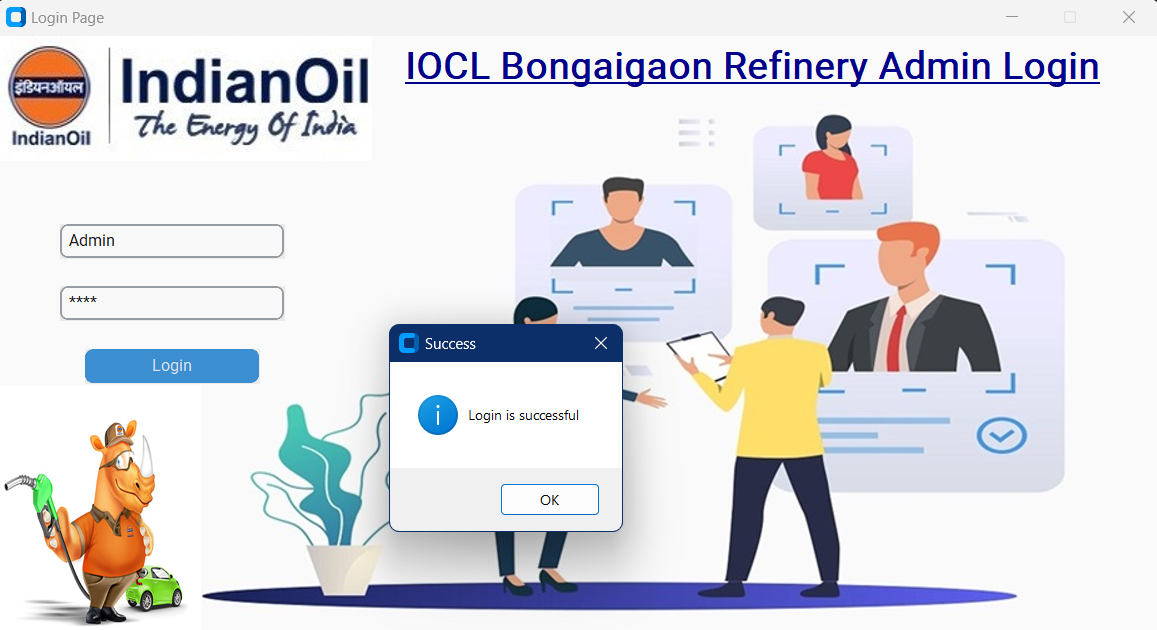 Login Page
इंडियनऑयल
IndianOil
IndianOil
The Energy Of India
IOCL Bongaigaon Refinery Admin Login
Admin
****
Login
Success
Login is successful
OK